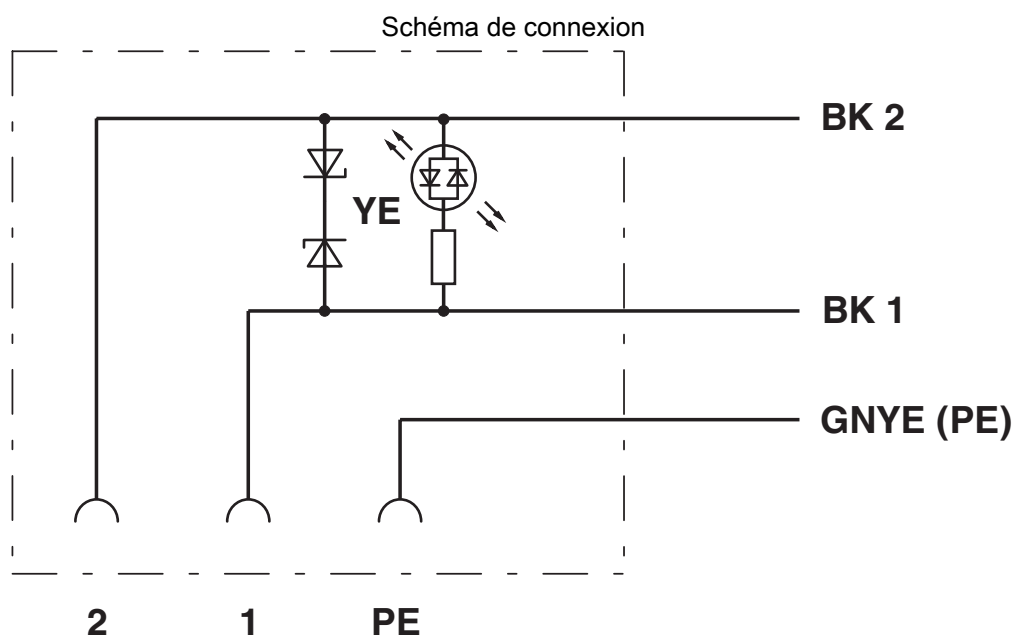 Schéma de connexion
BK 2
YE
BK 1
GNYE (PE)
2 1 PE